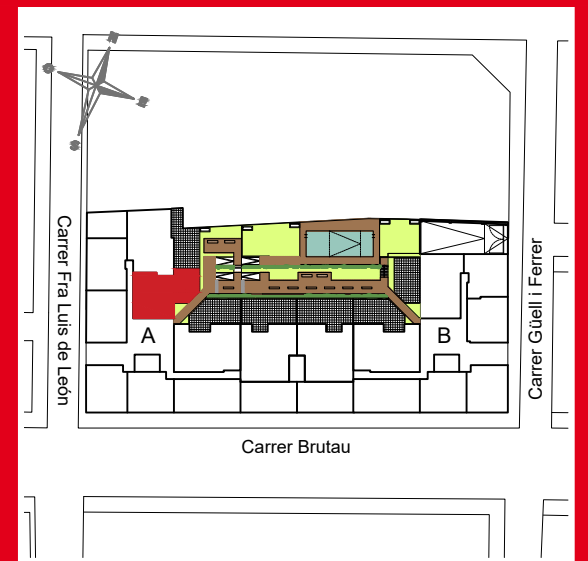 Carrer Fra Luis de León
A
B
Carrer Güell i Ferrer
Carrer Brutau